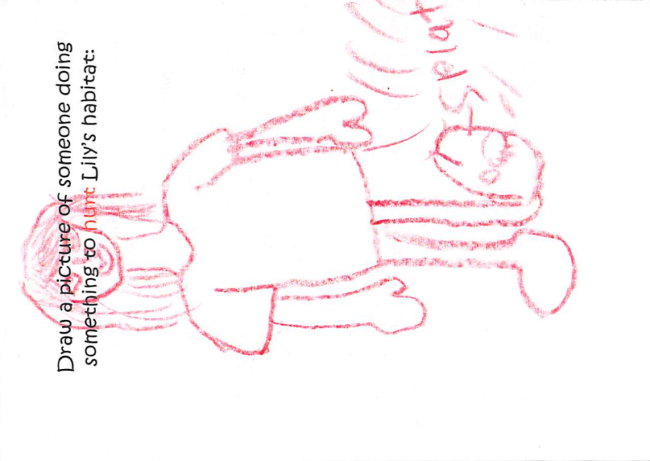 Draw a picture of someone doing
something to hurt Lily's habitat:
Splat